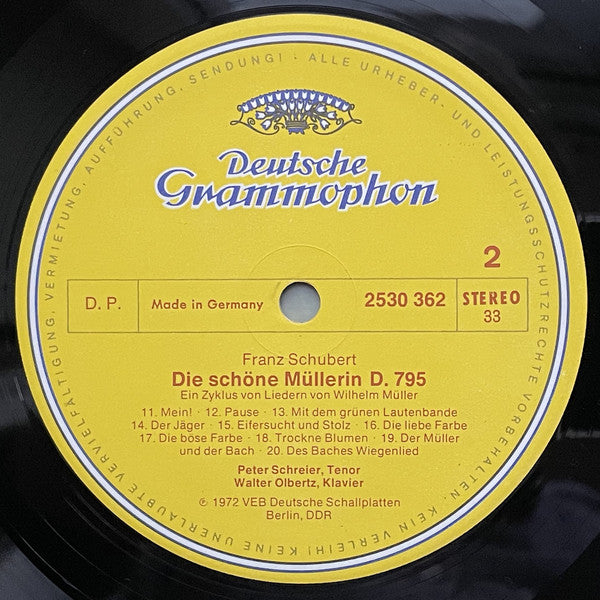 ALLE URHEBER- UND LEISTUNGSSCHUTZRECHTE VORBEHALTEN. KEIN VERLEIH! KEINE UNERLAUBTE VERVIELFÄLTIGUNG, VERMIETUNG, AUFFÜHRUNG, SENDUNG! ·
Deutsche
Grammophon
2
D. P.
Made in Germany
2530 362
STEREO
33
Franz Schubert
Die schöne Müllerin D. 795
Ein Zyklus von Liedern von Wilhelm Müller
11. Mein! · 12. Pause · 13. Mit dem grünen Lautenbande
14. Der Jäger · 15. Eifersucht und Stolz · 16. Die liebe Farbe
17. Die böse Farbe · 18. Trockne Blumen · 19. Der Müller
und der Bach · 20. Des Baches Wiegenlied
Peter Schreier, Tenor
Walter Olbertz, Klavier
℗ 1972 VEB Deutsche Schallplatten
Berlin, DDR